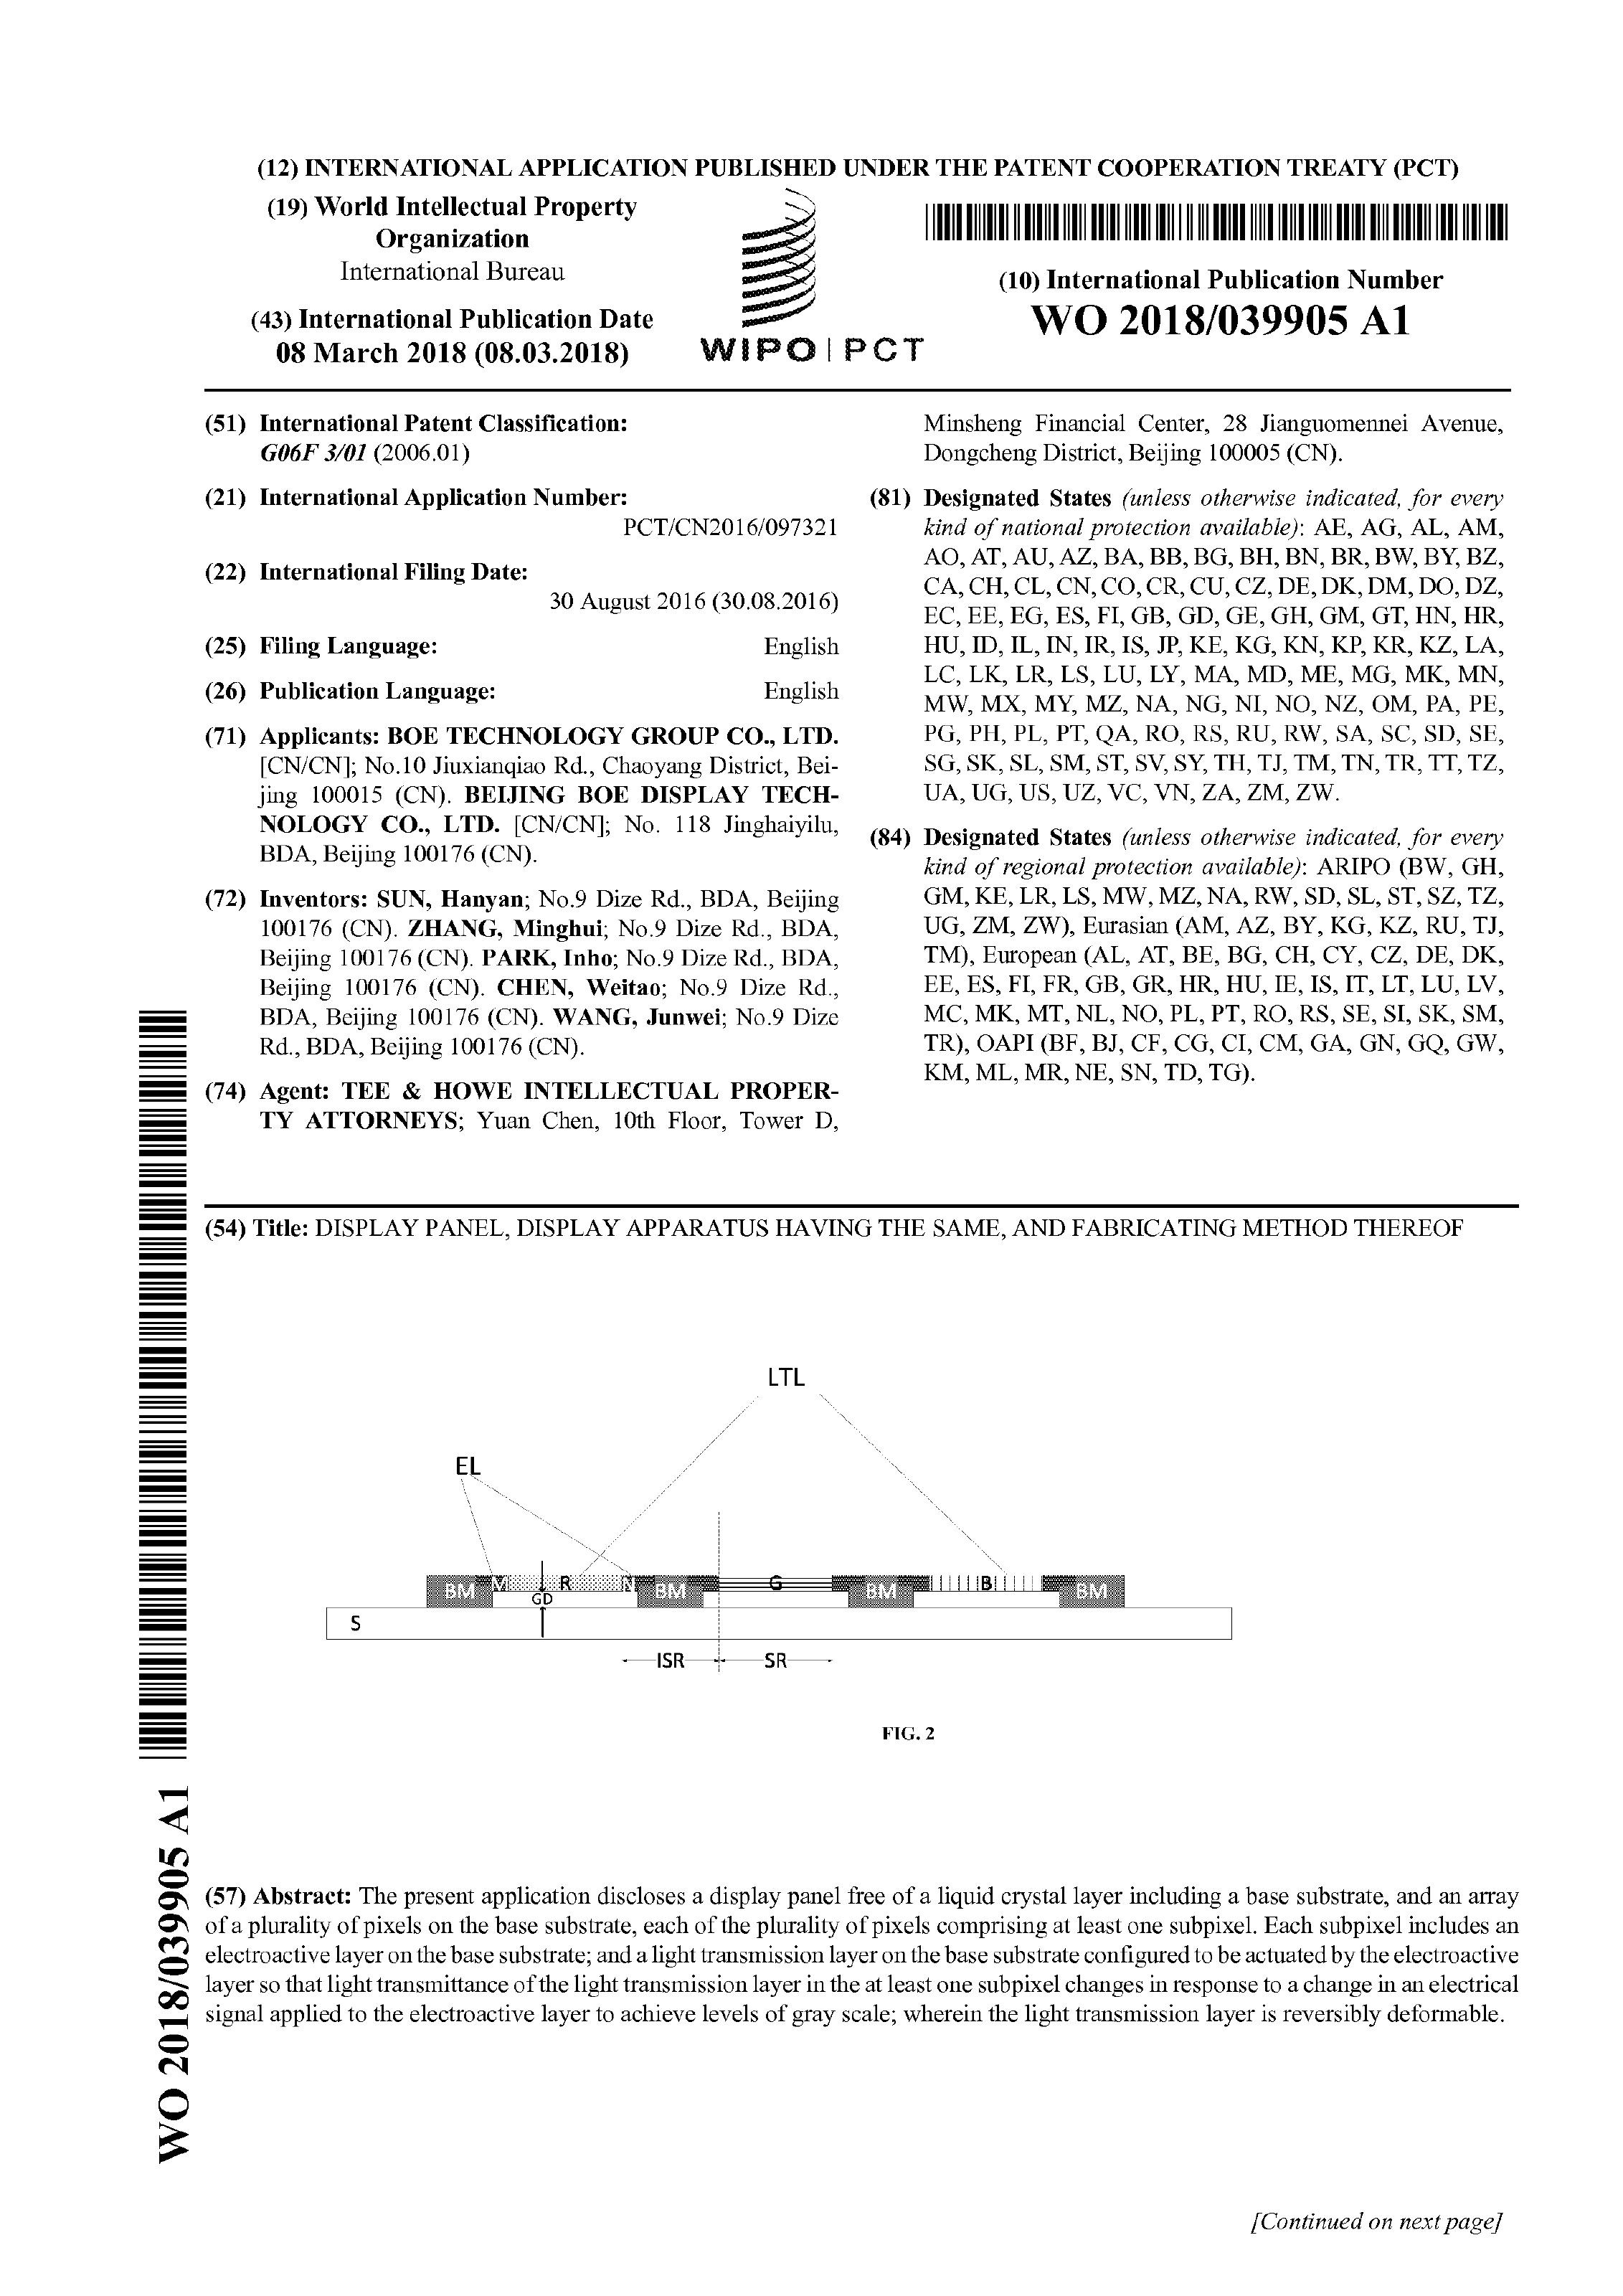 (12) INTERNATIONAL APPLICATION PUBLISHED UNDER THE PATENT COOPERATION TREATY (PCT)
(19) World Intellectual Property
Organization
International Bureau
(43) International Publication Date
08 March 2018 (08.03.2018)
WIPO | PCT
(10) International Publication Number
WO 2018/039905 A1
(51) International Patent Classification:
G06F 3/01 (2006.01)
(21) International Application Number:
PCT/CN2016/097321
(22) International Filing Date:
30 August 2016 (30.08.2016)
(25) Filing Language: English
(26) Publication Language: English
(71) Applicants: BOE TECHNOLOGY GROUP CO., LTD.
[CN/CN]; No.10 Jiuxianqiao Rd., Chaoyang District, Bei-
jing 100015 (CN). BEIJING BOE DISPLAY TECH-
NOLOGY CO., LTD. [CN/CN]; No. 118 Jinghaiyilu,
BDA, Beijing 100176 (CN).
(72) Inventors: SUN, Hanyan; No.9 Dize Rd., BDA, Beijing
100176 (CN). ZHANG, Minghui; No.9 Dize Rd., BDA,
Beijing 100176 (CN). PARK, Inho; No.9 Dize Rd., BDA,
Beijing 100176 (CN). CHEN, Weitao; No.9 Dize Rd.,
BDA, Beijing 100176 (CN). WANG, Junwei; No.9 Dize
Rd., BDA, Beijing 100176 (CN).
(74) Agent: TEE & HOWE INTELLECTUAL PROPER-
TY ATTORNEYS; Yuan Chen, 10th Floor, Tower D,
Minsheng Financial Center, 28 Jianguomennei Avenue,
Dongcheng District, Beijing 100005 (CN).
(81) Designated States (unless otherwise indicated, for every
kind of national protection available): AE, AG, AL, AM,
AO, AT, AU, AZ, BA, BB, BG, BH, BN, BR, BW, BY, BZ,
CA, CH, CL, CN, CO, CR, CU, CZ, DE, DK, DM, DO, DZ,
EC, EE, EG, ES, FI, GB, GD, GE, GH, GM, GT, HN, HR,
HU, ID, IL, IN, IR, IS, JP, KE, KG, KN, KP, KR, KZ, LA,
LC, LK, LR, LS, LU, LY, MA, MD, ME, MG, MK, MN,
MW, MX, MY, MZ, NA, NG, NI, NO, NZ, OM, PA, PE,
PG, PH, PL, PT, QA, RO, RS, RU, RW, SA, SC, SD, SE,
SG, SK, SL, SM, ST, SV, SY, TH, TJ, TM, TN, TR, TT, TZ,
UA, UG, US, UZ, VC, VN, ZA, ZM, ZW.
(84) Designated States (unless otherwise indicated, for every
kind of regional protection available): ARIPO (BW, GH,
GM, KE, LR, LS, MW, MZ, NA, RW, SD, SL, ST, SZ, TZ,
UG, ZM, ZW), Eurasian (AM, AZ, BY, KG, KZ, RU, TJ,
TM), European (AL, AT, BE, BG, CH, CY, CZ, DE, DK,
EE, ES, FI, FR, GB, GR, HR, HU, IE, IS, IT, LT, LU, LV,
MC, MK, MT, NL, NO, PL, PT, RO, RS, SE, SI, SK, SM,
TR), OAPI (BF, BJ, CF, CG, CI, CM, GA, GN, GQ, GW,
KM, ML, MR, NE, SN, TD, TG).
(54) Title: DISPLAY PANEL, DISPLAY APPARATUS HAVING THE SAME, AND FABRICATING METHOD THEREOF
LTL
EL
BM M R N BM G BM B BM
GD
S
ISR SR
FIG. 2
(57) Abstract: The present application discloses a display panel free of a liquid crystal layer including a base substrate, and an array
of a plurality of pixels on the base substrate, each of the plurality of pixels comprising at least one subpixel. Each subpixel includes an
electroactive layer on the base substrate; and a light transmission layer on the base substrate configured to be actuated by the electroactive
layer so that light transmittance of the light transmission layer in the at least one subpixel changes in response to a change in an electrical
signal applied to the electroactive layer to achieve levels of gray scale; wherein the light transmission layer is reversibly deformable.
WO 2018/039905 A1
[Continued on next page]